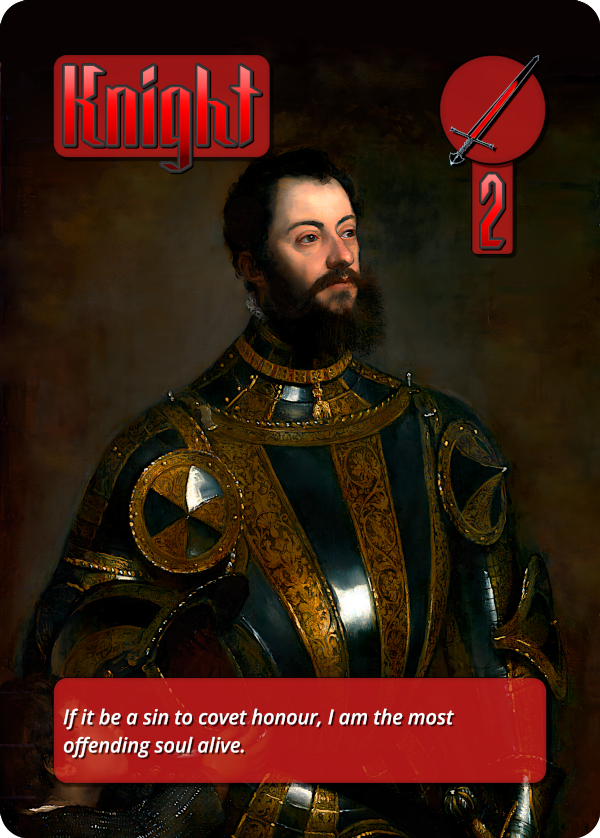 Knight
2
If it be a sin to covet honour, I am the most
offending soul alive.